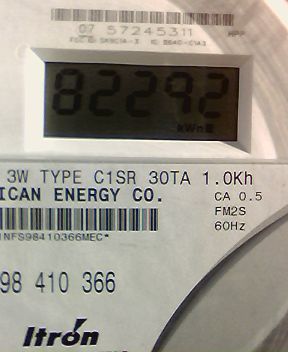 07 57245311
82292
kWh
3W TYPE C1SR 30TA 1.0Kh
ICAN ENERGY CO.
CA 0.5
FM2S
60Hz
INFS98410366MEC*
98 410 366
Itrón